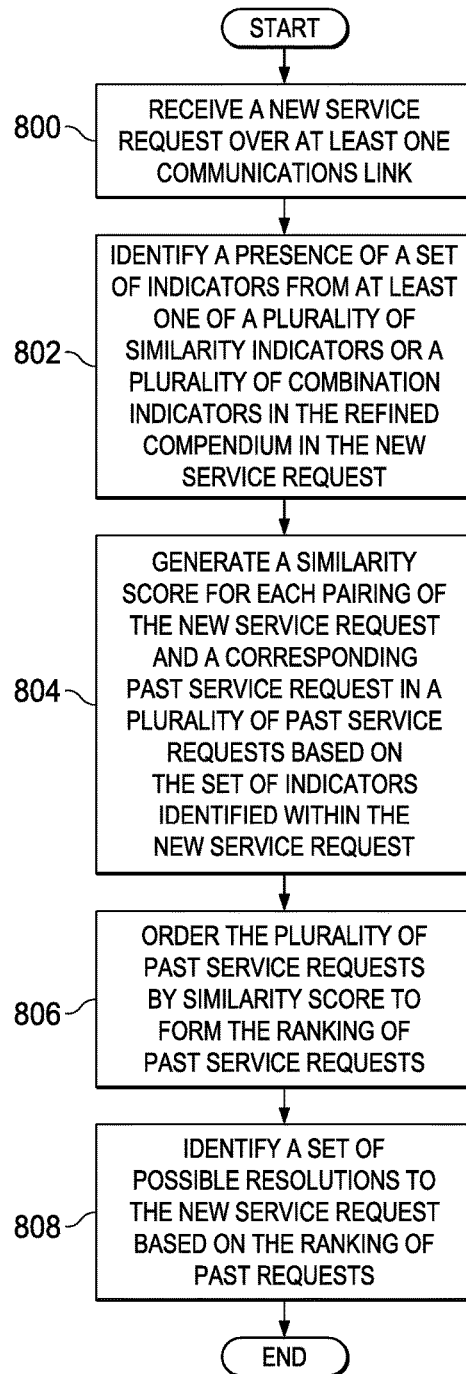 START
800
RECEIVE A NEW SERVICE
REQUEST OVER AT LEAST ONE
COMMUNICATIONS LINK
802
IDENTIFY A PRESENCE OF A SET
OF INDICATORS FROM AT LEAST
ONE OF A PLURALITY OF
SIMILARITY INDICATORS OR A
PLURALITY OF COMBINATION
INDICATORS IN THE REFINED
COMPENDIUM IN THE NEW
SERVICE REQUEST
804
GENERATE A SIMILARITY
SCORE FOR EACH PAIRING OF
THE NEW SERVICE REQUEST
AND A CORRESPONDING
PAST SERVICE REQUEST IN A
PLURALITY OF PAST SERVICE
REQUESTS BASED ON
THE SET OF INDICATORS
IDENTIFIED WITHIN THE
NEW SERVICE REQUEST
806
ORDER THE PLURALITY OF
PAST SERVICE REQUESTS
BY SIMILARITY SCORE TO
FORM THE RANKING OF
PAST SERVICE REQUESTS
808
IDENTIFY A SET OF
POSSIBLE RESOLUTIONS TO
THE NEW SERVICE REQUEST
BASED ON THE RANKING OF
PAST REQUESTS
END